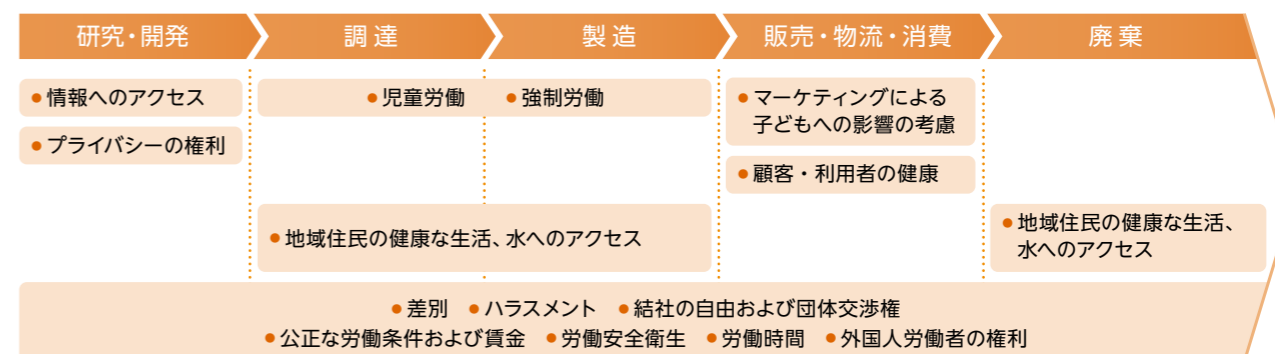 研究・開発
調達
製造
販売・物流・消費
廃棄
●情報へのアクセス
●プライバシーの権利
●児童労働 ●強制労働
●マーケティングによる
子どもへの影響の考慮
●顧客・利用者の健康
●地域住民の健康な生活、水へのアクセス
●地域住民の健康な生活、
水へのアクセス
●差別 ●ハラスメント ●結社の自由および団体交渉権
●公正な労働条件および賃金 ●労働安全衛生 ●労働時間 ●外国人労働者の権利